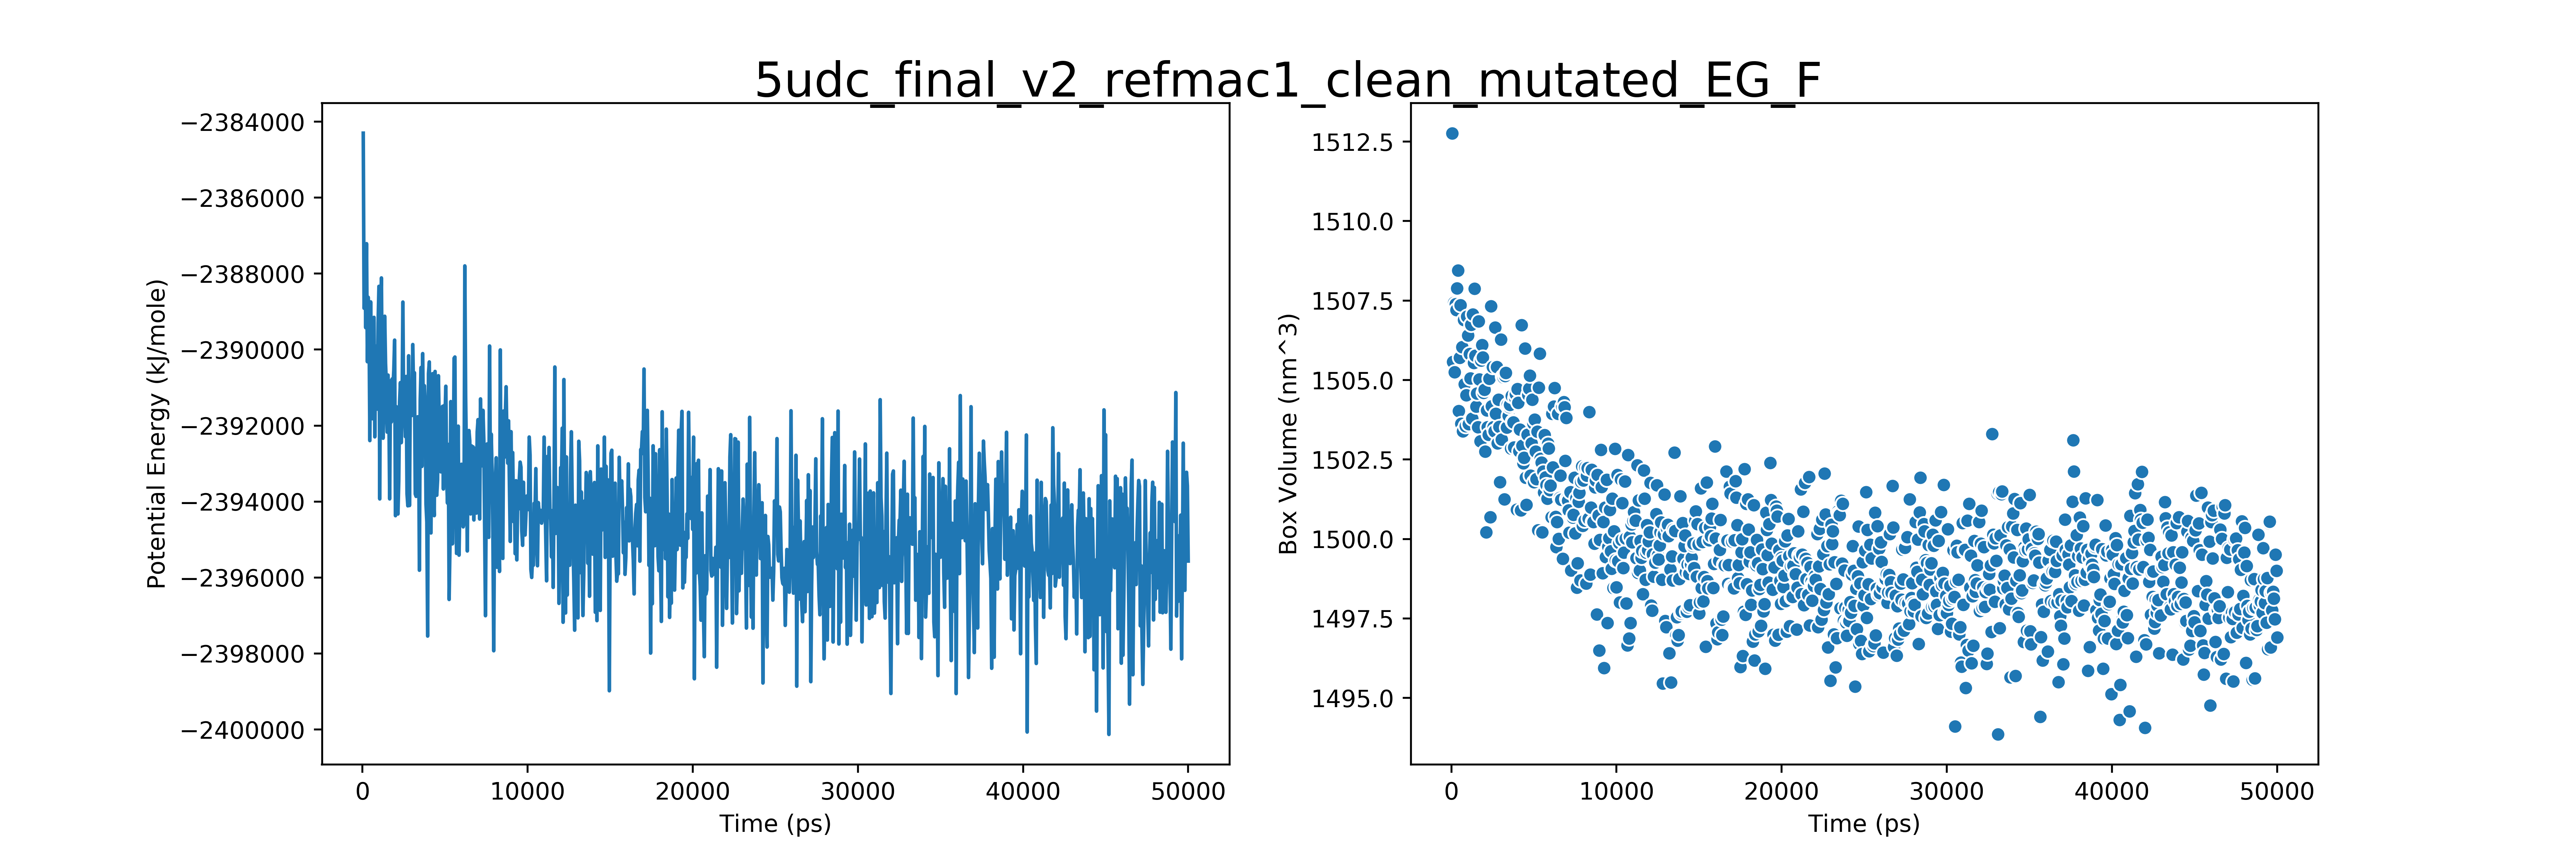 5udc_final_v2_refmac1_clean_mutated_EG_F
Potential Energy (kJ/mole)
−2384000
−2386000
−2388000
−2390000
−2392000
−2394000
−2396000
−2398000
−2400000
0 10000 20000 30000 40000 50000
Time (ps)
Box Volume (nm^3)
1512.5
1510.0
1507.5
1505.0
1502.5
1500.0
1497.5
1495.0
0 10000 20000 30000 40000 50000
Time (ps)